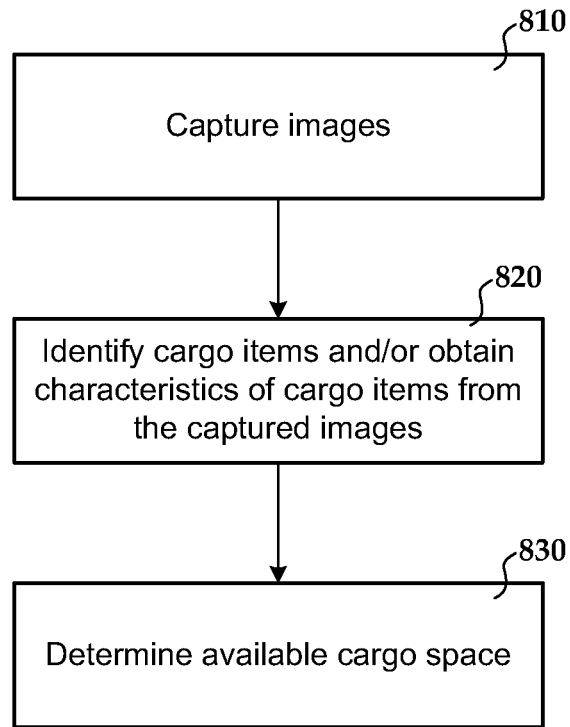 810
Capture images
820
Identify cargo items and/or obtain
characteristics of cargo items from
the captured images
830
Determine available cargo space